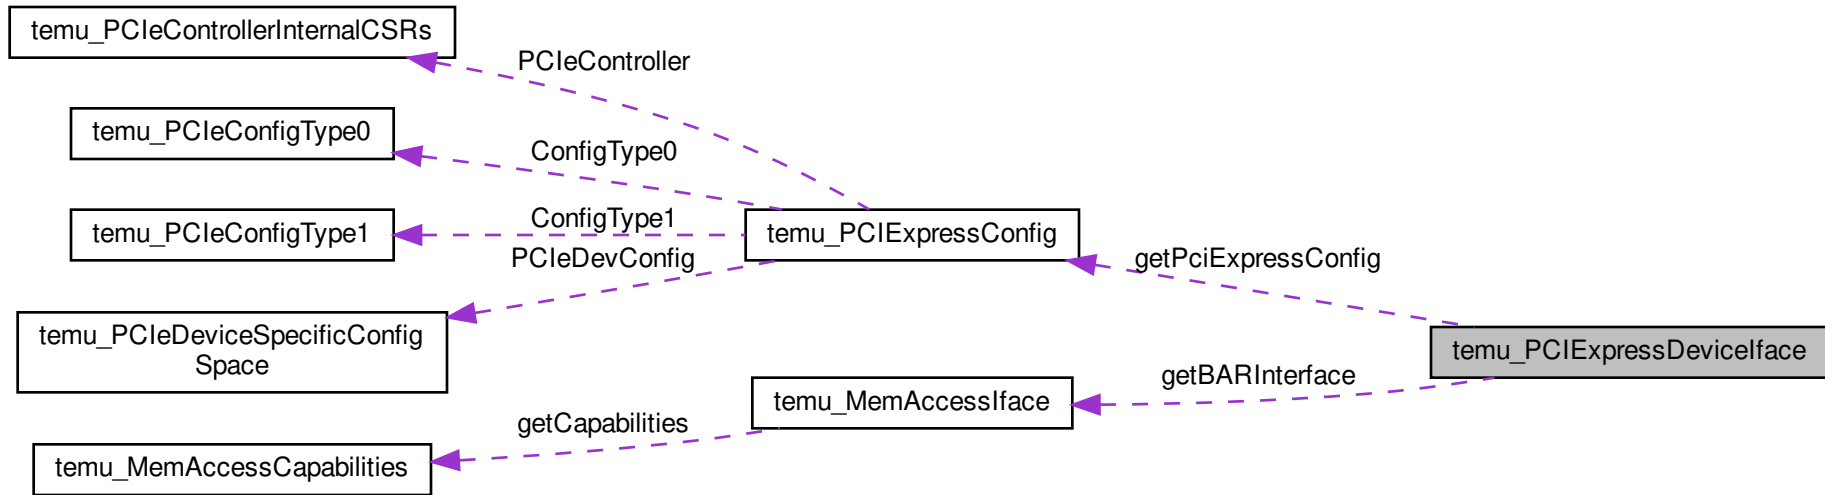 temu_PCIeControllerInternalCSRs
PCIeController
temu_PCIeConfigType0
ConfigType0
temu_PCIeConfigType1
ConfigType1
temu_PCIExpressConfig
PCIeDevConfig
getPciExpressConfig
temu_PCIeDeviceSpecificConfig
Space
temu_PCIExpressDeviceIface
getBARInterface
temu_MemAccessIface
getCapabilities
temu_MemAccessCapabilities